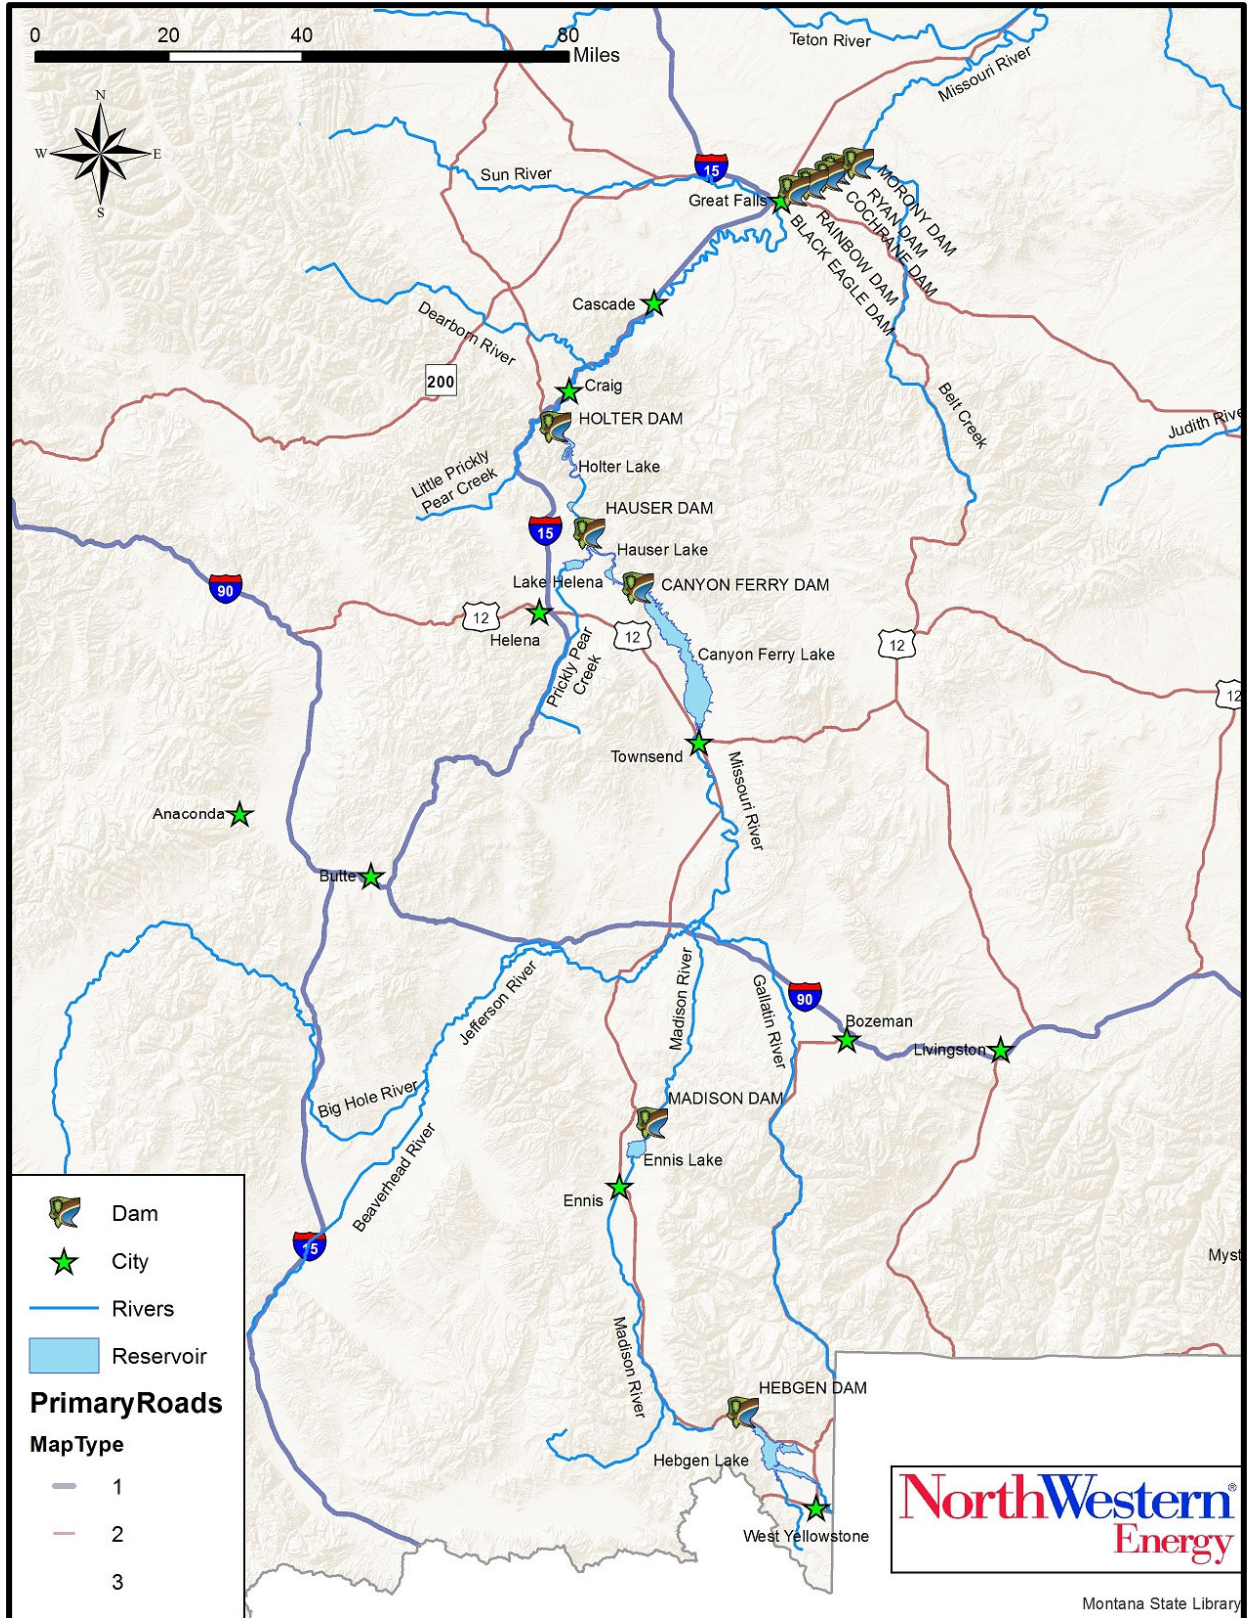 0
20
40
80
Miles
N
W
E
S
Teton River
Missouri River
15
Sun River
Great Falls
MORONY DAM
RYAN DAM
COCHRANE DAM
RAINBOW DAM
BLACK EAGLE DAM
Cascade
Dearborn River
200
Craig
HOLTER DAM
Belt Creek
Judith Rive
Holter Lake
Little Prickly
Pear Creek
HAUSER DAM
15
Hauser Lake
90
Lake Helena
CANYON FERRY DAM
12
Helena
12
12
Canyon Ferry Lake
Prickly Pear
Creek
12
Townsend
Missouri River
Anaconda
Butte
Jefferson River
Madison River
Gallatin River
90
Bozeman
Livingston
Big Hole River
MADISON DAM
Beaverhead River
Ennis Lake
Ennis
15
Myst
Madison River
HEBGEN DAM
Hebgen Lake
West Yellowstone
Dam
City
Rivers
Reservoir
PrimaryRoads
MapType
1
2
3
NorthWestern®
Energy
Montana State Library